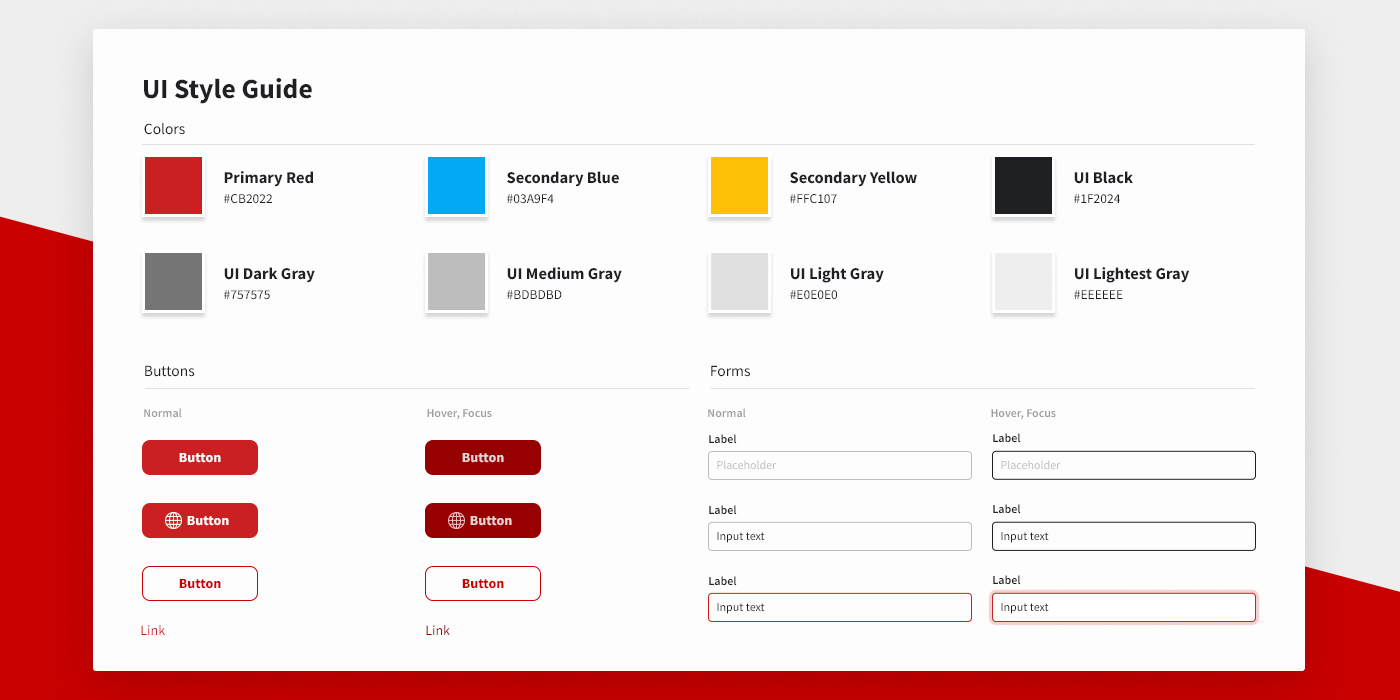 UI Style Guide
Colors
Primary Red
#CB2022
Secondary Blue
#03A9F4
Secondary Yellow
#FFC107
UI Black
#1F2024
UI Dark Gray
#757575
UI Medium Gray
#BDBDBD
UI Light Gray
#E0E0E0
UI Lightest Gray
#EEEEEE
Buttons
Normal
Hover, Focus
Button
Button
Button
Button
Button
Button
Link
Link
Forms
Normal
Hover, Focus
Label
Label
Placeholder
Placeholder
Label
Label
Input text
Input text
Label
Label
Input text
Input text